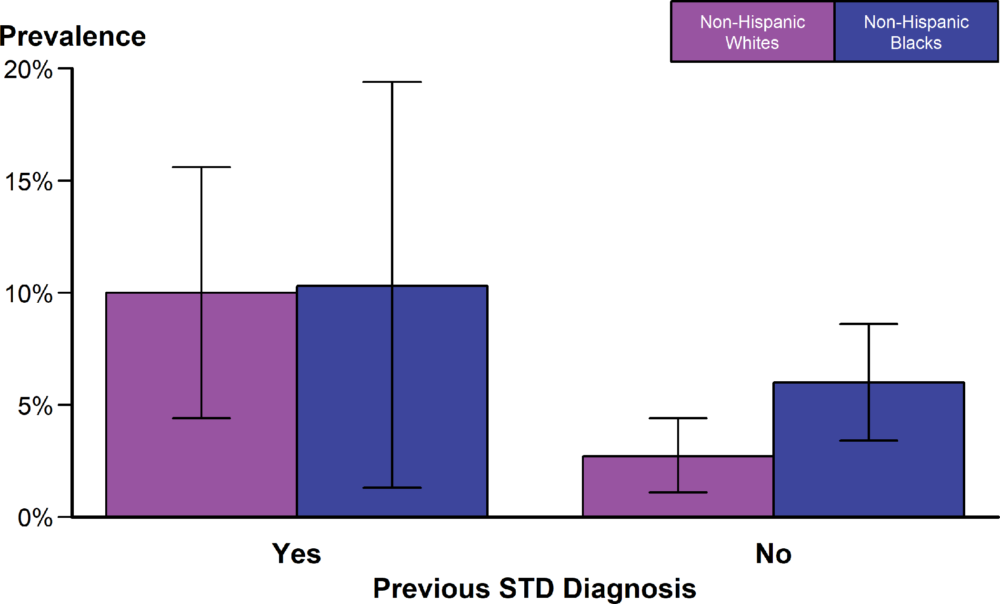 Non-Hispanic
Whites
Non-Hispanic
Blacks
Prevalence
20%
15%
10%
5%
0%
Yes
No
Previous STD Diagnosis